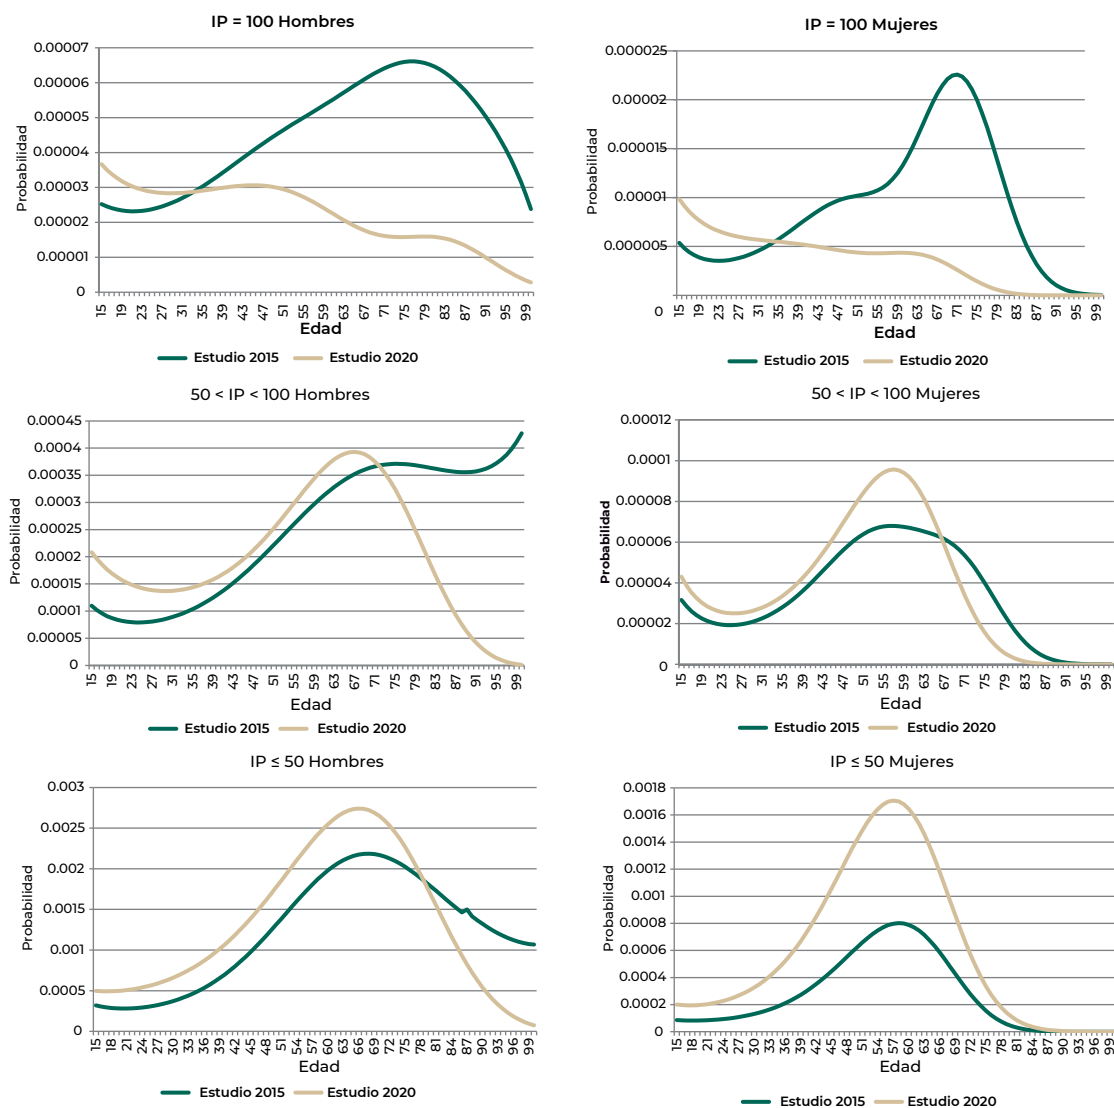 IP = 100 Hombres
0.00007
0.00006
0.00005
0.00004
0.00003
0.00002
0.00001
0
Probabilidad
15 19 23 27 31 35 39 43 47 51 55 59 63 67 71 75 79 83 87 91 95 99
Edad
Estudio 2015 Estudio 2020
IP = 100 Mujeres
0.000025
0.00002
0.000015
0.00001
0.000005
0
Probabilidad
15 19 23 27 31 35 39 43 47 51 55 59 63 67 71 75 79 83 87 91 95 99
Edad
Estudio 2015 Estudio 2020
50 < IP < 100 Hombres
0.00045
0.0004
0.00035
0.0003
0.00025
0.0002
0.00015
0.0001
0.00005
0
Probabilidad
15 19 23 27 31 35 39 43 47 51 55 59 63 67 71 75 79 83 87 91 95 99
Edad
Estudio 2015 Estudio 2020
50 < IP < 100 Mujeres
0.00012
0.0001
0.00008
0.00006
0.00004
0.00002
0
Probabilidad
15 19 23 27 31 35 39 43 47 51 55 59 63 67 71 75 79 83 87 91 95 99
Edad
Estudio 2015 Estudio 2020
IP ≤ 50 Hombres
0.003
0.0025
0.002
0.0015
0.001
0.0005
0
Probabilidad
15 18 21 24 27 30 33 36 39 42 45 48 51 54 57 60 63 66 69 72 75 78 81 84 87 90 93 96 99
Edad
Estudio 2015 Estudio 2020
IP ≤ 50 Mujeres
0.0018
0.0016
0.0014
0.0012
0.001
0.0008
0.0006
0.0004
0.0002
0
Probabilidad
15 18 21 24 27 30 33 36 39 42 45 48 51 54 57 60 63 66 69 72 75 78 81 84 87 90 93 96 99
Edad
Estudio 2015 Estudio 2020